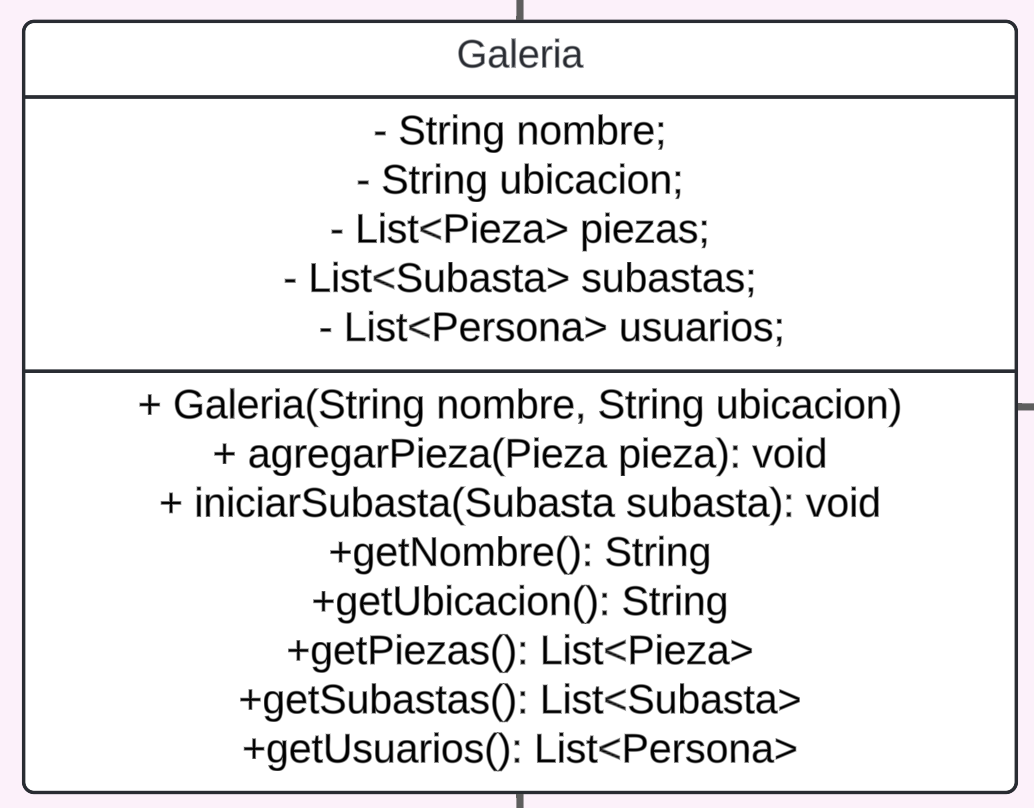 Galeria
- String nombre;
- String ubicacion;
- List<Pieza> piezas;
- List<Subasta> subastas;
- List<Persona> usuarios;
+ Galeria(String nombre, String ubicacion)
+ agregarPieza(Pieza pieza): void
+ iniciarSubasta(Subasta subasta): void
+getNombre(): String
+getUbicacion(): String
+getPiezas(): List<Pieza>
+getSubastas(): List<Subasta>
+getUsuarios(): List<Persona>